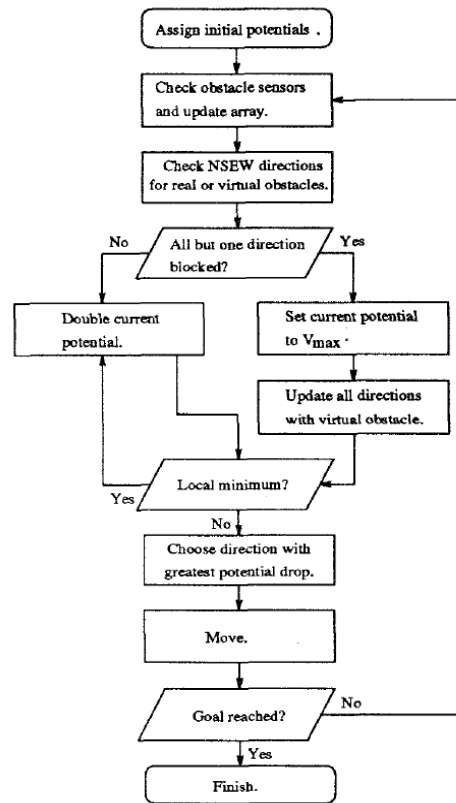 Assign initial potentials .
Check obstacle sensors
and update array.
Check NSEW directions
for real or virtual obstacles.
No
All but one direction
blocked?
Yes
Double current
potential.
Set current potential
to Vmax .
Update all directions
with virtual obstacle.
Yes
Local minimum?
No
Choose direction with
greatest potential drop.
Move.
Goal reached?
No
Yes
Finish.